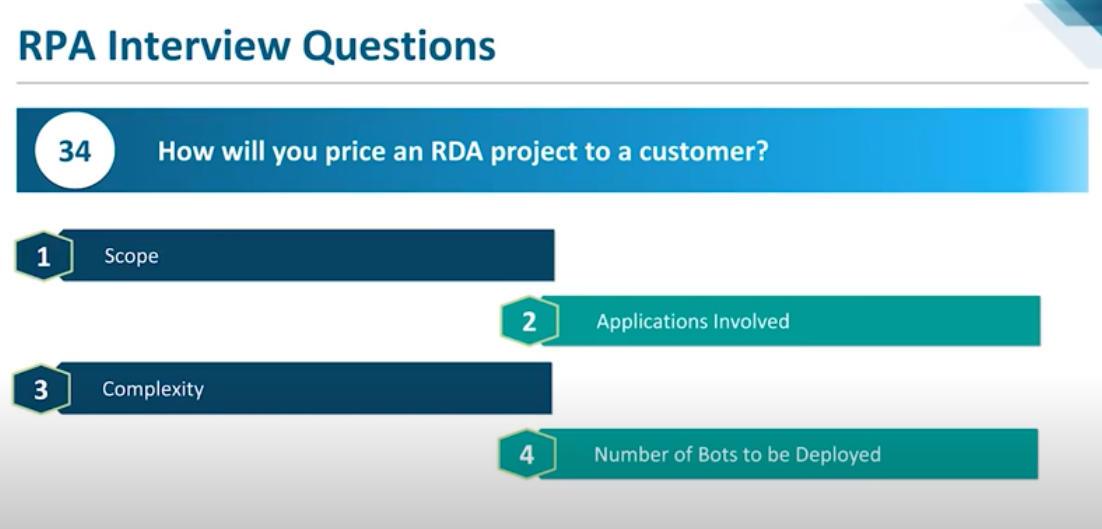 RPA Interview Questions
34
How will you price an RDA project to a customer?
1
Scope
2
Applications Involved
3
Complexity
4
Number of Bots to be Deployed